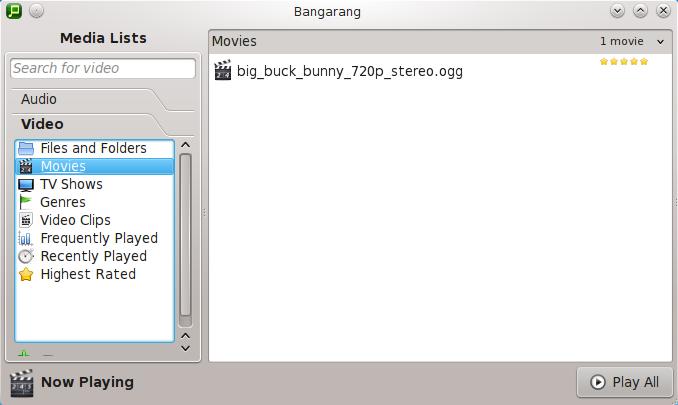 Bangarang
Media Lists
Search for video
Audio
Video
Files and Folders
Movies
TV Shows
Genres
Video Clips
Frequently Played
Recently Played
Highest Rated
Movies 1 movie
big_buck_bunny_720p_stereo.ogg
Now Playing
Play All